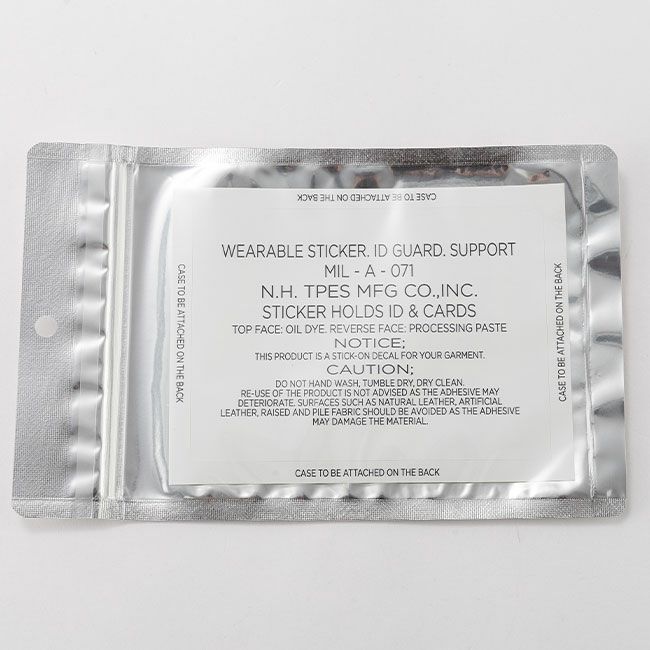 CASE TO BE ATTACHED ON THE BACK
WEARABLE STICKER. ID GUARD. SUPPORT
MIL - A - 071
N.H. TPES MFG CO.,INC.
STICKER HOLDS ID & CARDS
TOP FACE: OIL DYE. REVERSE FACE: PROCESSING PASTE
NOTICE;
THIS PRODUCT IS A STICK-ON DECAL FOR YOUR GARMENT.
CAUTION;
DO NOT HAND WASH, TUMBLE DRY, DRY CLEAN.
RE-USE OF THE PRODUCT IS NOT ADVISED AS THE ADHESIVE MAY
DETERIORATE. SURFACES SUCH AS NATURAL LEATHER, ARTIFICIAL
LEATHER, RAISED AND PILE FABRIC SHOULD BE AVOIDED AS THE ADHESIVE
MAY DAMAGE THE MATERIAL.
CASE TO BE ATTACHED ON THE BACK
CASE TO BE ATTACHED ON THE BACK
CASE TO BE ATTACHED ON THE BACK